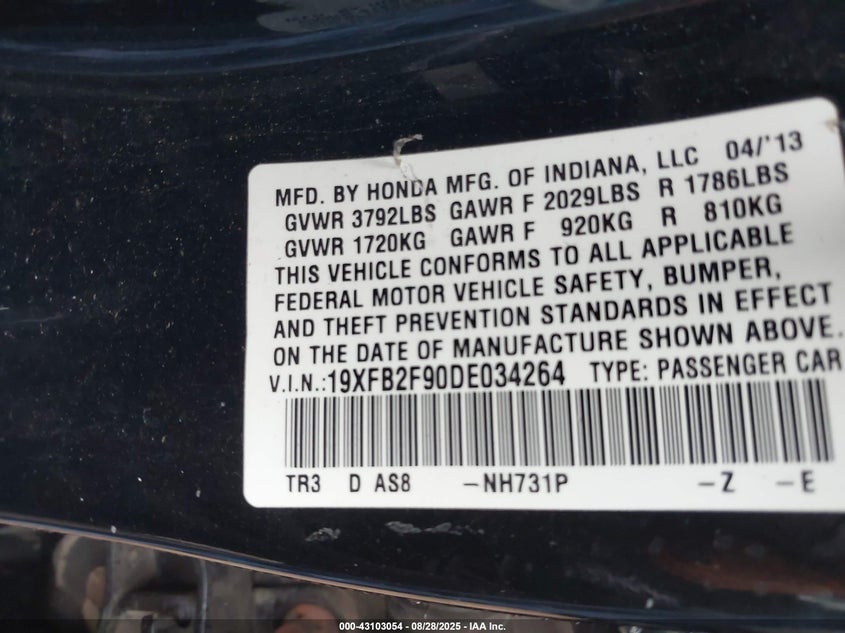 MFD. BY HONDA MFG. OF INDIANA, LLC 04/'13
GVWR 3792LBS GAWR F 2029LBS R 1786LBS
GVWR 1720KG GAWR F 920KG R 810KG
THIS VEHICLE CONFORMS TO ALL APPLICABLE
FEDERAL MOTOR VEHICLE SAFETY, BUMPER,
AND THEFT PREVENTION STANDARDS IN EFFECT
ON THE DATE OF MANUFACTURE SHOWN ABOVE.
V.I.N.:19XFB2F90DE034264 TYPE: PASSENGER CAR
TR3 D AS8 -NH731P -Z -E
000-43103054 - 08/28/2025 - IAA Inc.